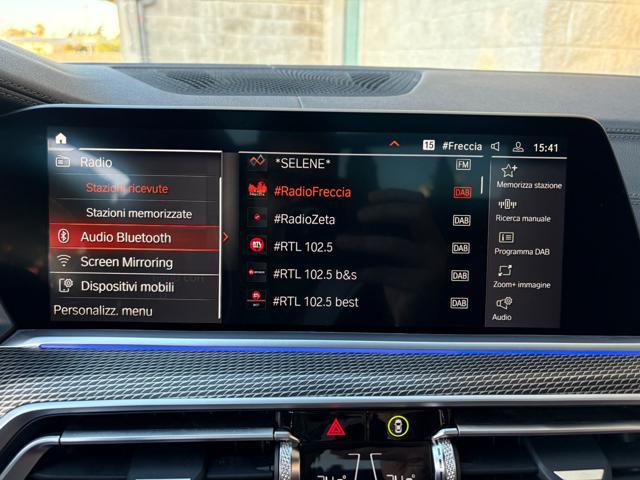 15 #Freccia 15:41
Radio
Stazioni ricevute
Stazioni memorizzate
Audio Bluetooth
Screen Mirroring
Dispositivi mobili
Personalizz. menu
*SELENE* FM
#RadioFreccia DAB
#RadioZeta DAB
#RTL 102.5 DAB
#RTL 102.5 b&s DAB
#RTL 102.5 best DAB
Memorizza stazione
Ricerca manuale
Programma DAB
Zoom+ immagine
Audio